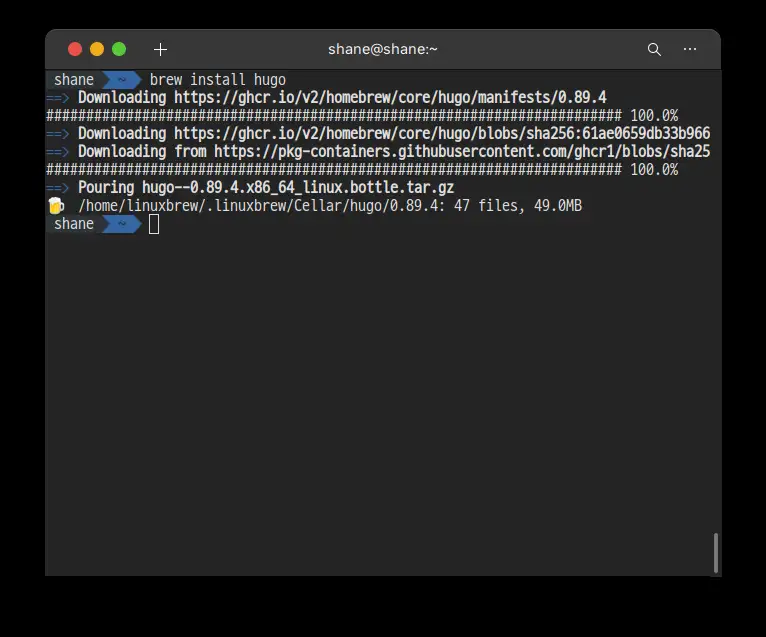 shane@shane:~
shane ~ brew install hugo
==> Downloading https://ghcr.io/v2/homebrew/core/hugo/manifests/0.89.4
######################################################################## 100.0%
==> Downloading https://ghcr.io/v2/homebrew/core/hugo/blobs/sha256:61ae0659db33b966
==> Downloading from https://pkg-containers.githubusercontent.com/ghcr1/blobs/sha25
######################################################################## 100.0%
==> Pouring hugo--0.89.4.x86_64_linux.bottle.tar.gz
🍺 /home/linuxbrew/.linuxbrew/Cellar/hugo/0.89.4: 47 files, 49.0MB
shane ~